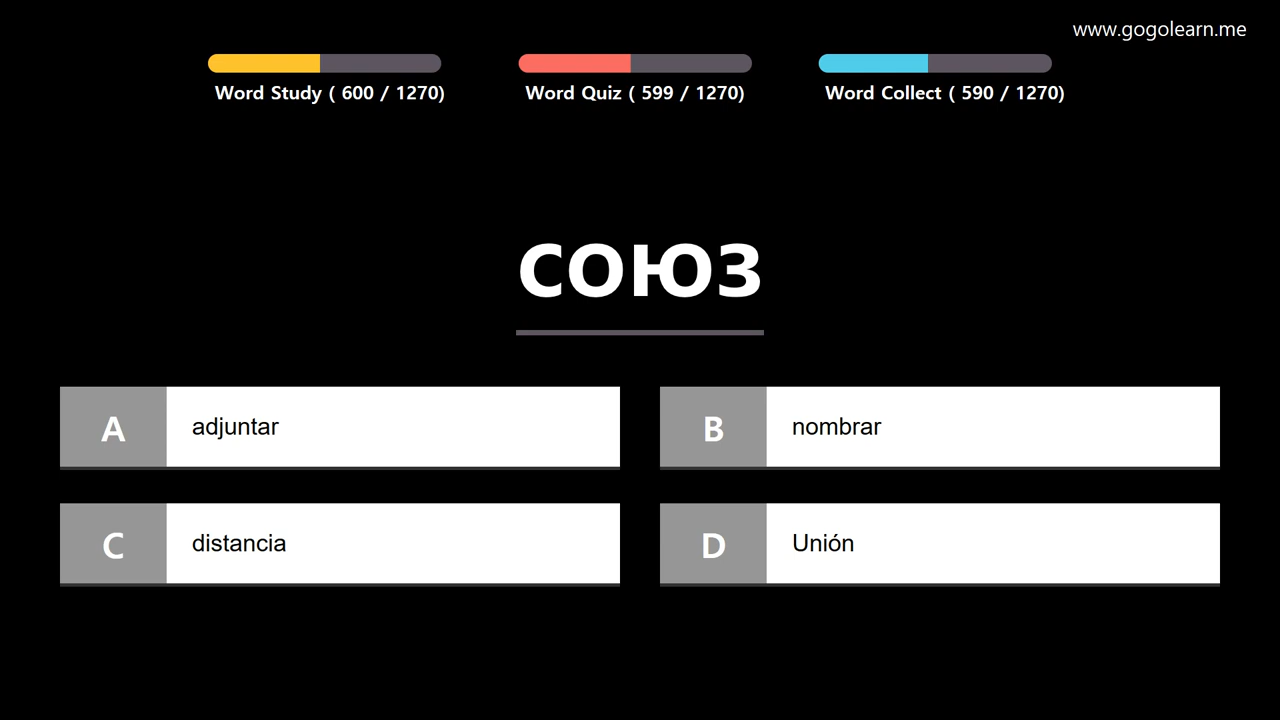 www.gogolearn.me
Word Study ( 600 / 1270)
Word Quiz ( 599 / 1270)
Word Collect ( 590 / 1270)
союз
A
adjuntar
B
nombrar
C
distancia
D
Unión